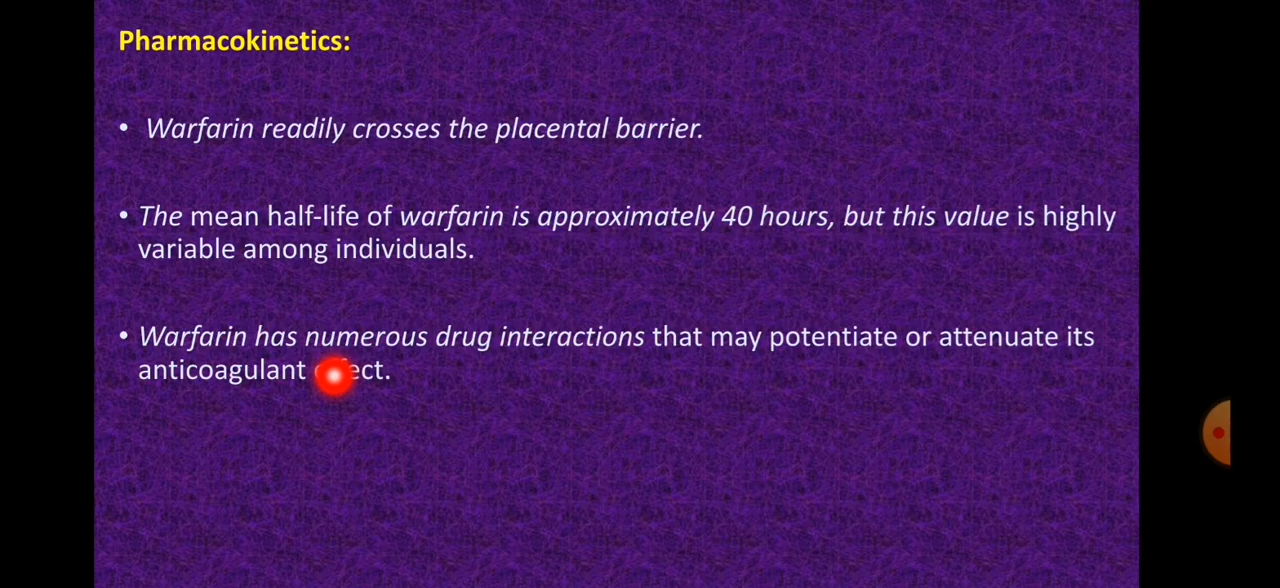 Pharmacokinetics:
• Warfarin readily crosses the placental barrier.
• The mean half-life of warfarin is approximately 40 hours, but this value is highly
variable among individuals.
• Warfarin has numerous drug interactions that may potentiate or attenuate its
anticoagulant effect.